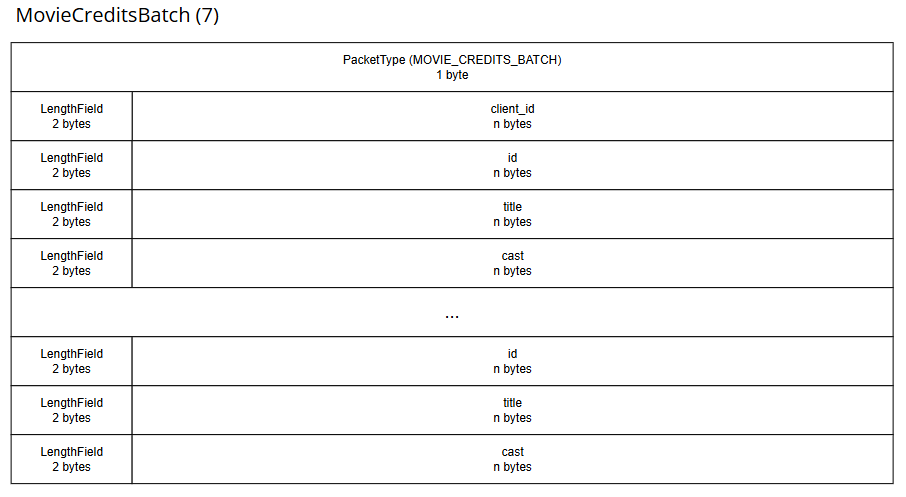 MovieCreditsBatch (7)
PacketType (MOVIE_CREDITS_BATCH)
1 byte
LengthField
2 bytes
client_id
n bytes
LengthField
2 bytes
id
n bytes
LengthField
2 bytes
title
n bytes
LengthField
2 bytes
cast
n bytes
...
LengthField
2 bytes
id
n bytes
LengthField
2 bytes
title
n bytes
LengthField
2 bytes
cast
n bytes